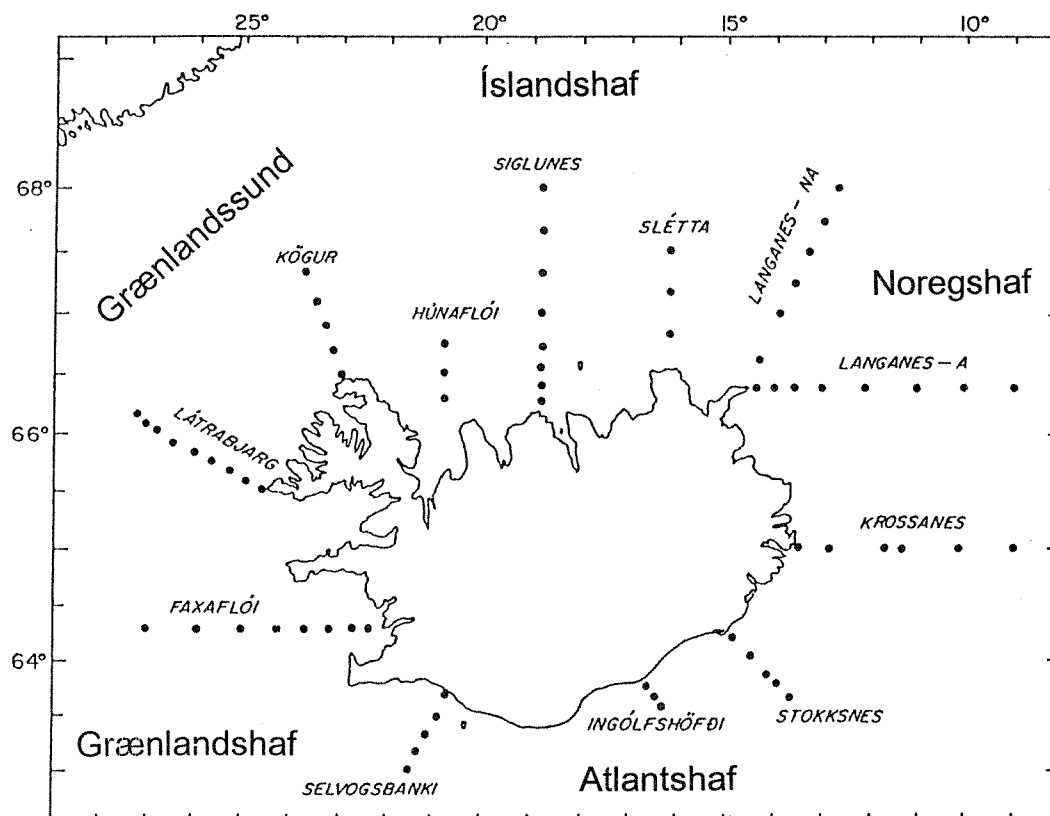 25° 20° 15° 10°
Íslandshaf
SIGLUNES
68°
LANGANES – NA
Grænlandssund
SLÉTTA
KÖGUR
Noregshaf
HÚNAFLÓI
LANGANES – A
66°
LÁTRABJARG
KROSSANES
FAXAFLÓI
64°
STOKKSNES
INGÓLFSHÖFÐI
Grænlandshaf
Atlantshaf
SELVOGSBANKI